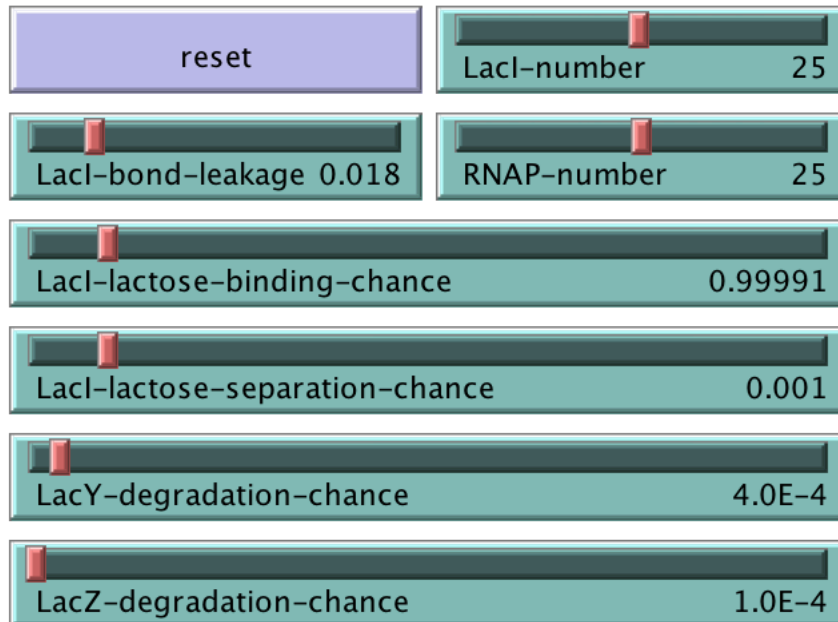 reset
LacI-number 25
LacI-bond-leakage 0.018
RNAP-number 25
LacI-lactose-binding-chance 0.99991
LacI-lactose-separation-chance 0.001
LacY-degradation-chance 4.0E-4
LacZ-degradation-chance 1.0E-4